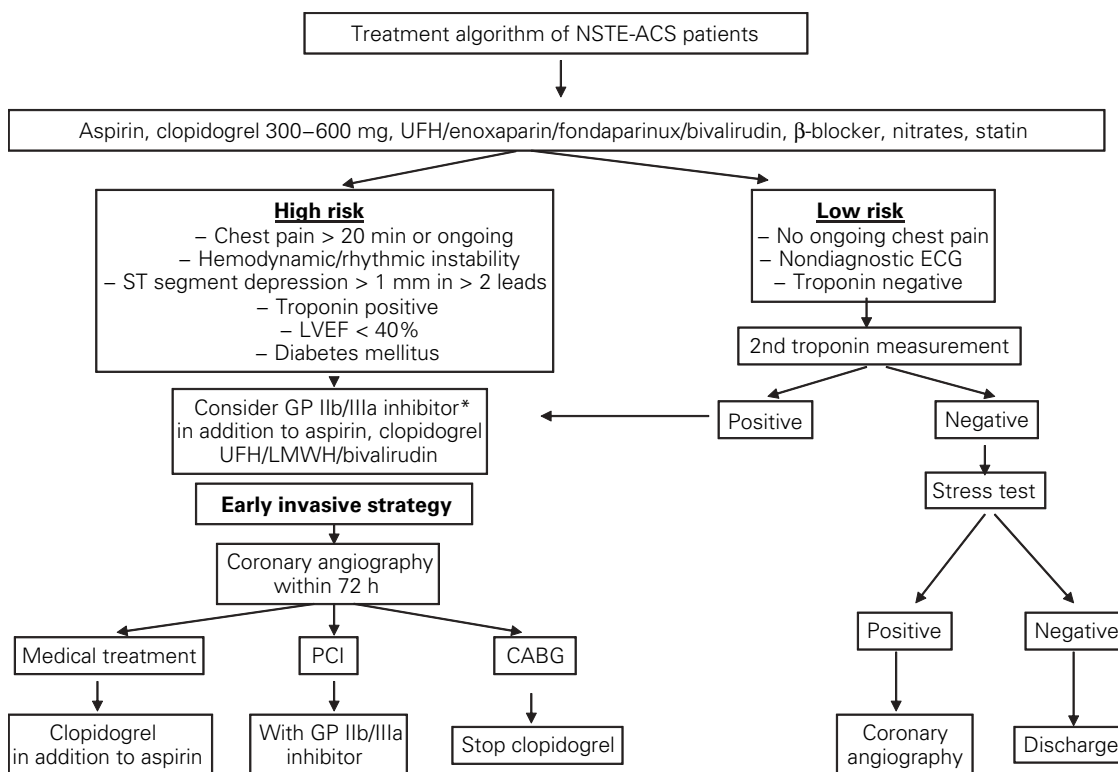 Treatment algorithm of NSTE-ACS patients
Aspirin, clopidogrel 300–600 mg, UFH/enoxaparin/fondaparinux/bivalirudin, β-blocker, nitrates, statin
High risk
– Chest pain > 20 min or ongoing
– Hemodynamic/rhythmic instability
– ST segment depression > 1 mm in > 2 leads
– Troponin positive
– LVEF < 40%
– Diabetes mellitus
Low risk
– No ongoing chest pain
– Nondiagnostic ECG
– Troponin negative
2nd troponin measurement
Consider GP IIb/IIIa inhibitor*
in addition to aspirin, clopidogrel
UFH/LMWH/bivalirudin
Positive
Negative
Early invasive strategy
Stress test
Coronary angiography
within 72 h
Medical treatment
PCI
CABG
Positive
Negative
Clopidogrel
in addition to aspirin
With GP IIb/IIIa
inhibitor
Stop clopidogrel
Coronary
angiography
Discharge